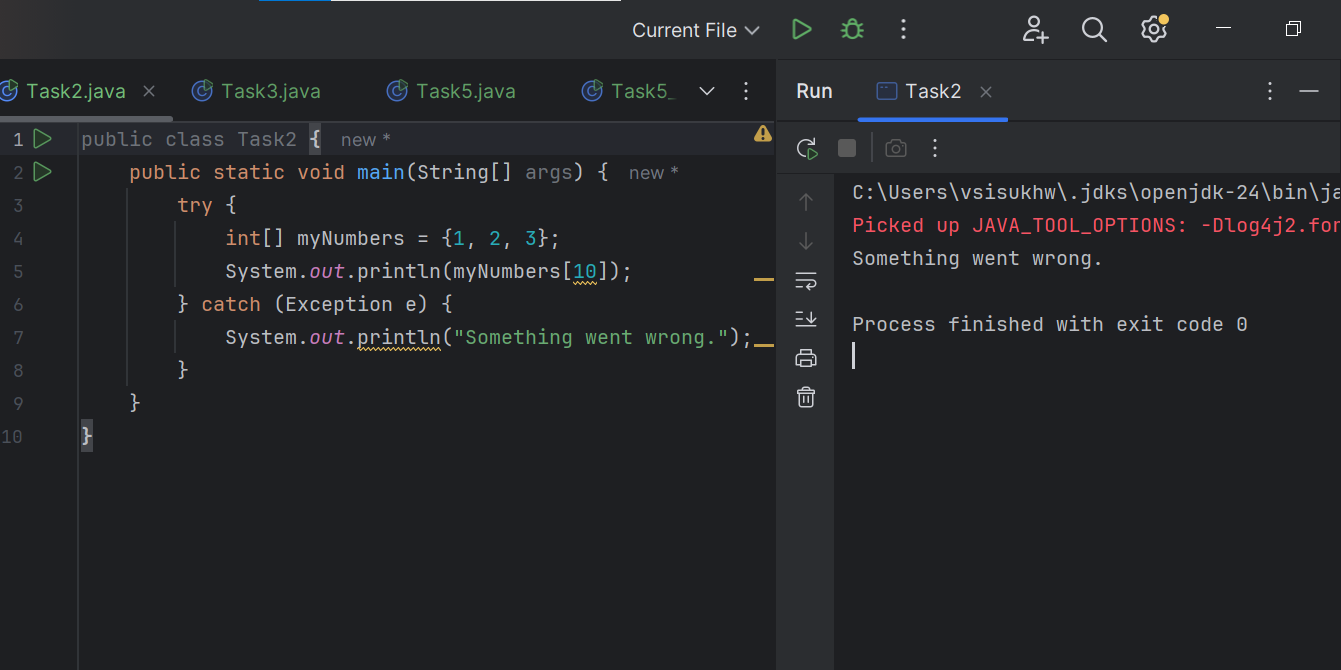 Current File
Task2.java
Task3.java
Task5.java
Task5_
Run
Task2
1 public class Task2 { new *
2 public static void main(String[] args) { new *
3 try {
4 int[] myNumbers = {1, 2, 3};
5 System.out.println(myNumbers[10]);
6 } catch (Exception e) {
7 System.out.println("Something went wrong.");
8 }
9 }
10 }
C:\Users\vsisukhw\.jdks\openjdk-24\bin\ja
Picked up JAVA_TOOL_OPTIONS: -Dlog4j2.for
Something went wrong.
Process finished with exit code 0